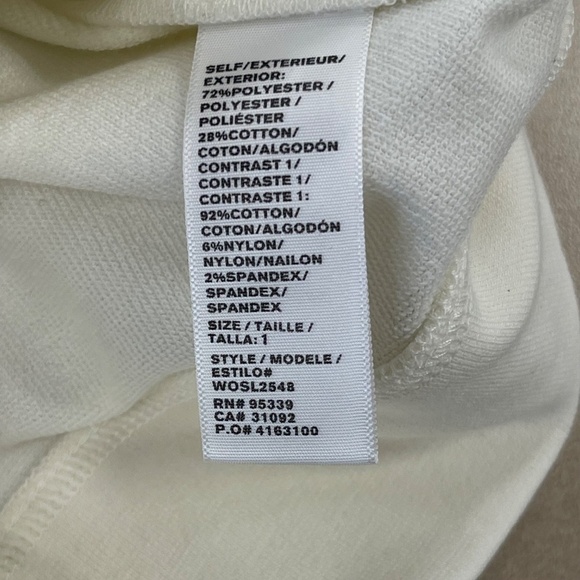 SELF/EXTERIEUR/
EXTERIOR:
72%POLYESTER /
POLYESTER /
POLIÉSTER
28%COTTON/
COTON/ALGODÓN
CONTRAST 1/
CONTRASTE 1/
CONTRASTE 1:
92%COTTON/
COTON/ALGODÓN
6%NYLON/
NYLON/NAILON
2%SPANDEX/
SPANDEX/
SPANDEX
SIZE / TAILLE /
TALLA: 1
STYLE / MODELE /
ESTILO#
WOSL2548
RN# 95339
CA# 31092
P.O# 4163100